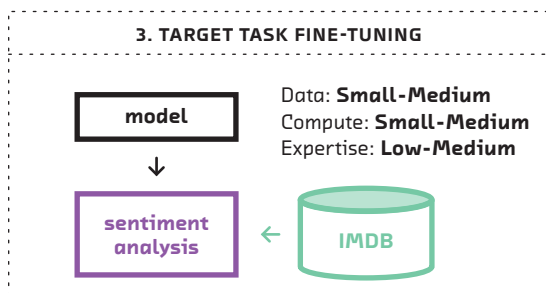 3. TARGET TASK FINE-TUNING
model
Data: Small-Medium
Compute: Small-Medium
Expertise: Low-Medium
sentiment
analysis
IMDB